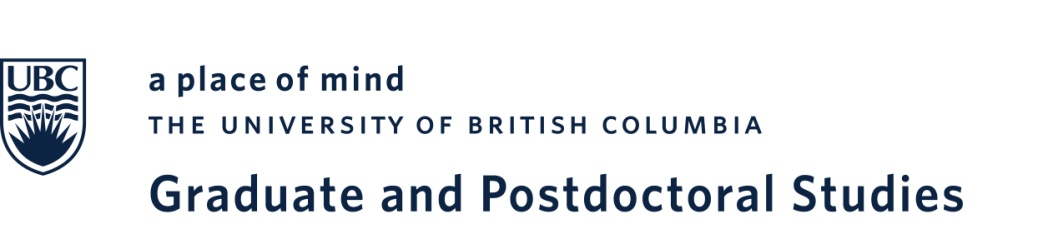 UBC
a place of mind
THE UNIVERSITY OF BRITISH COLUMBIA
Graduate and Postdoctoral Studies